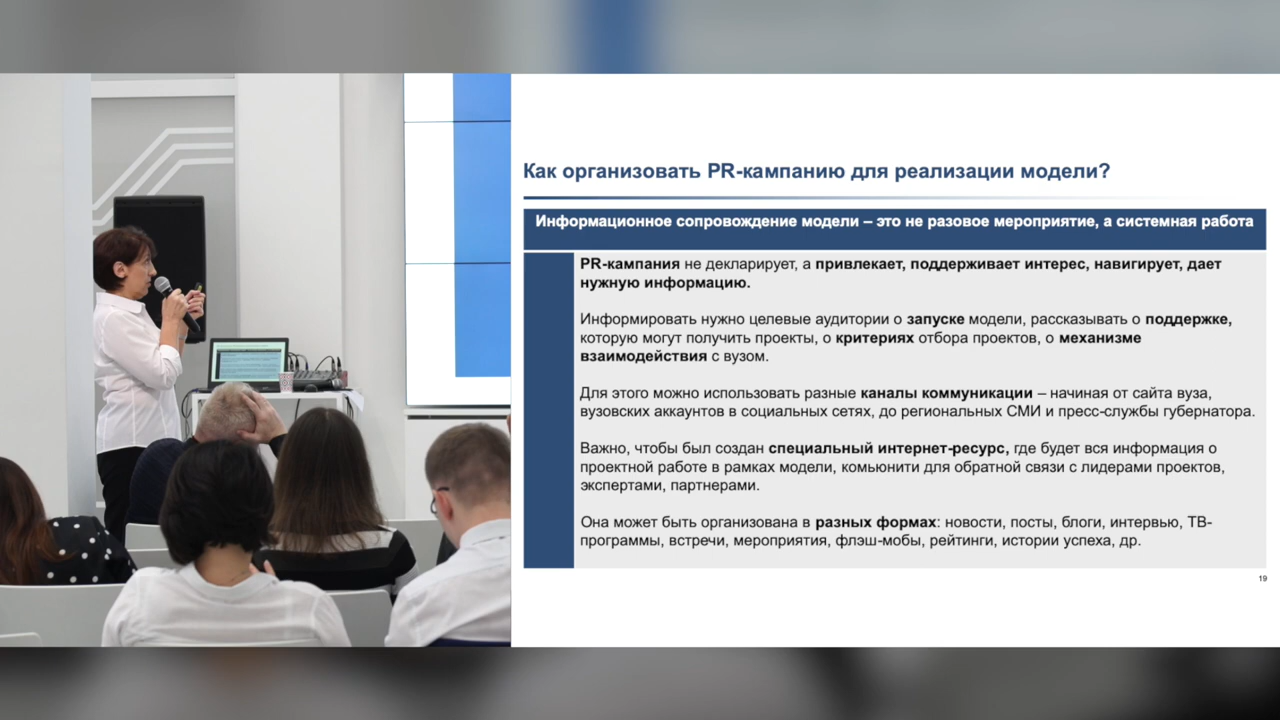 Как организовать PR-кампанию для реализации модели?
Информационное сопровождение модели – это не разовое мероприятие, а системная работа
PR-кампания не декларирует, а привлекает, поддерживает интерес, навигирует, дает
нужную информацию.
Информировать нужно целевые аудитории о запуске модели, рассказывать о поддержке,
которую могут получить проекты, о критериях отбора проектов, о механизме
взаимодействия с вузом.
Для этого можно использовать разные каналы коммуникации – начиная от сайта вуза,
вузовских аккаунтов в социальных сетях, до региональных СМИ и пресс-службы губернатора.
Важно, чтобы был создан специальный интернет-ресурс, где будет вся информация о
проектной работе в рамках модели, комьюнити для обратной связи с лидерами проектов,
экспертами, партнерами.
Она может быть организована в разных формах: новости, посты, блоги, интервью, ТВ-
программы, встречи, мероприятия, флэш-мобы, рейтинги, истории успеха, др.
19